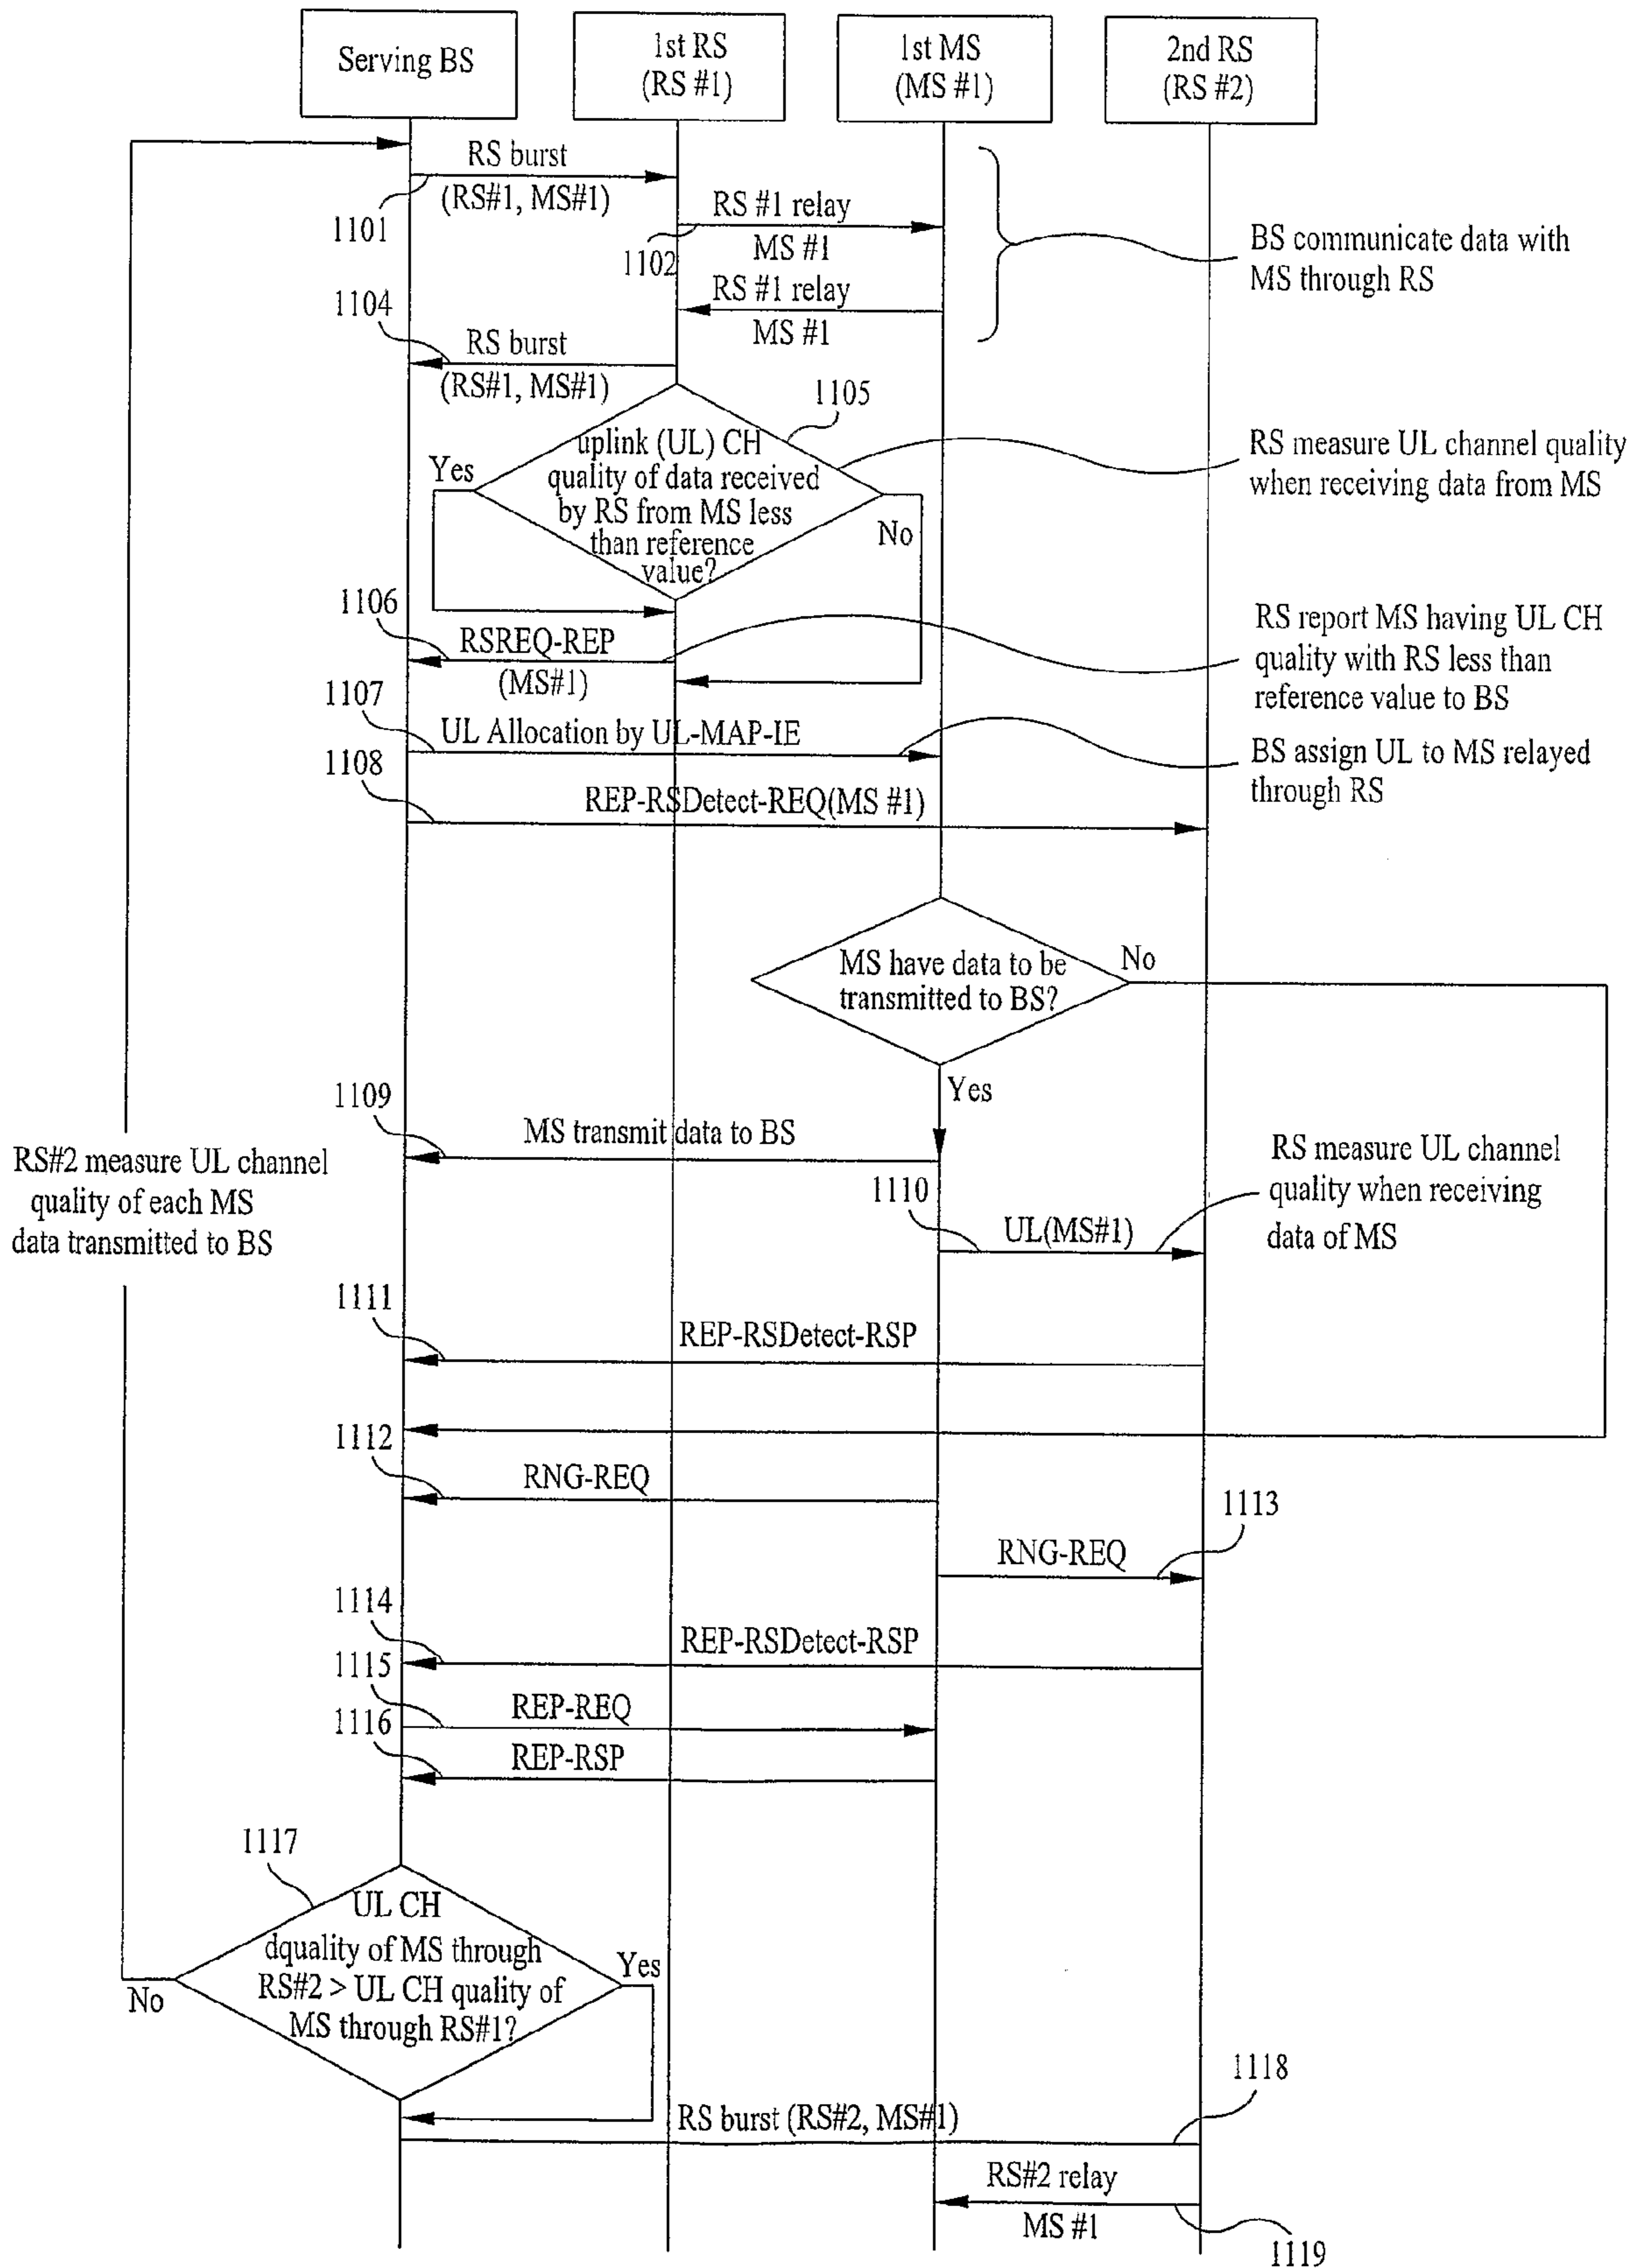 Serving BS
1st RS
(RS #1)
1st MS
(MS #1)
2nd RS
(RS #2)
RS burst
(RS#1, MS#1)
1101
RS #1 relay
MS #1
1102
BS communicate data with
MS through RS
RS #1 relay
MS #1
1104
RS burst
(RS#1, MS#1)
1105
uplink (UL) CH
quality of data received
by RS from MS less
than reference
value?
Yes
No
RS measure UL channel quality
when receiving data from MS
1106
RSREQ-REP
(MS#1)
RS report MS having UL CH
quality with RS less than
reference value to BS
1107
UL Allocation by UL-MAP-IE
BS assign UL to MS relayed
through RS
1108
REP-RSDetect-REQ(MS #1)
MS have data to be
transmitted to BS?
No
Yes
1109
MS transmit data to BS
RS#2 measure UL channel
quality of each MS
data transmitted to BS
1110
UL(MS#1)
RS measure UL channel
quality when receiving
data of MS
1111
REP-RSDetect-RSP
1112
RNG-REQ
1113
RNG-REQ
1114
REP-RSDetect-RSP
1115
REP-REQ
1116
REP-RSP
1117
UL CH
dquality of MS through
RS#2 > UL CH quality of
MS through RS#1?
Yes
No
1118
RS burst (RS#2, MS#1)
RS#2 relay
MS #1
1119